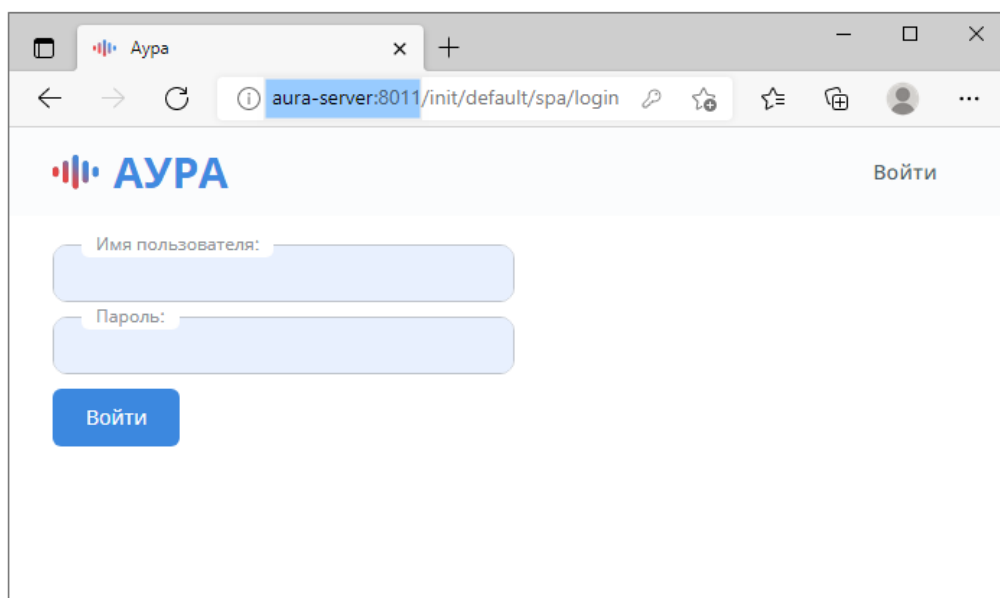 Аура
aura-server:8011/init/default/spa/login
АУРА
Войти
Имя пользователя:
Пароль:
Войти